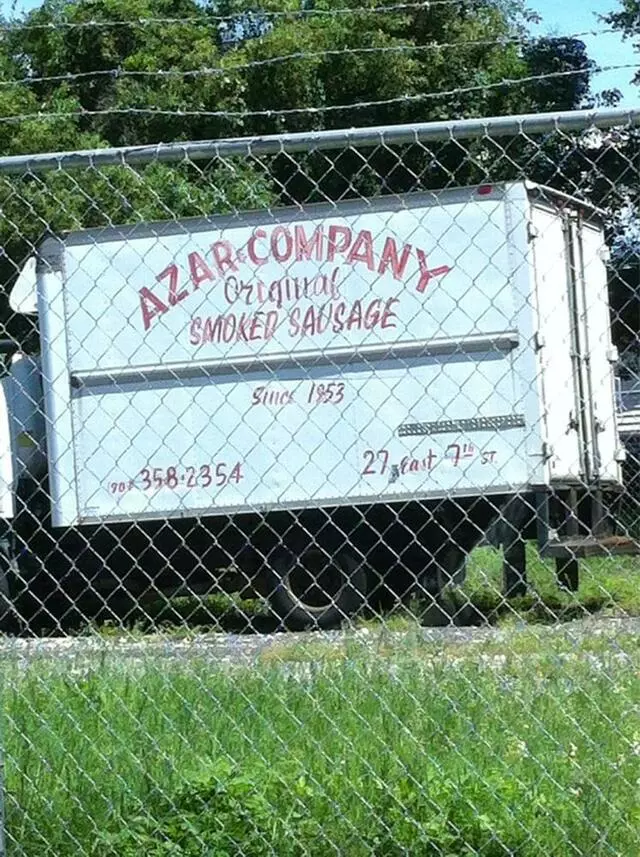 AZAR & COMPANY
Original
SMOKED SAUSAGE
Since 1953
358-2354
27 East 7th ST.